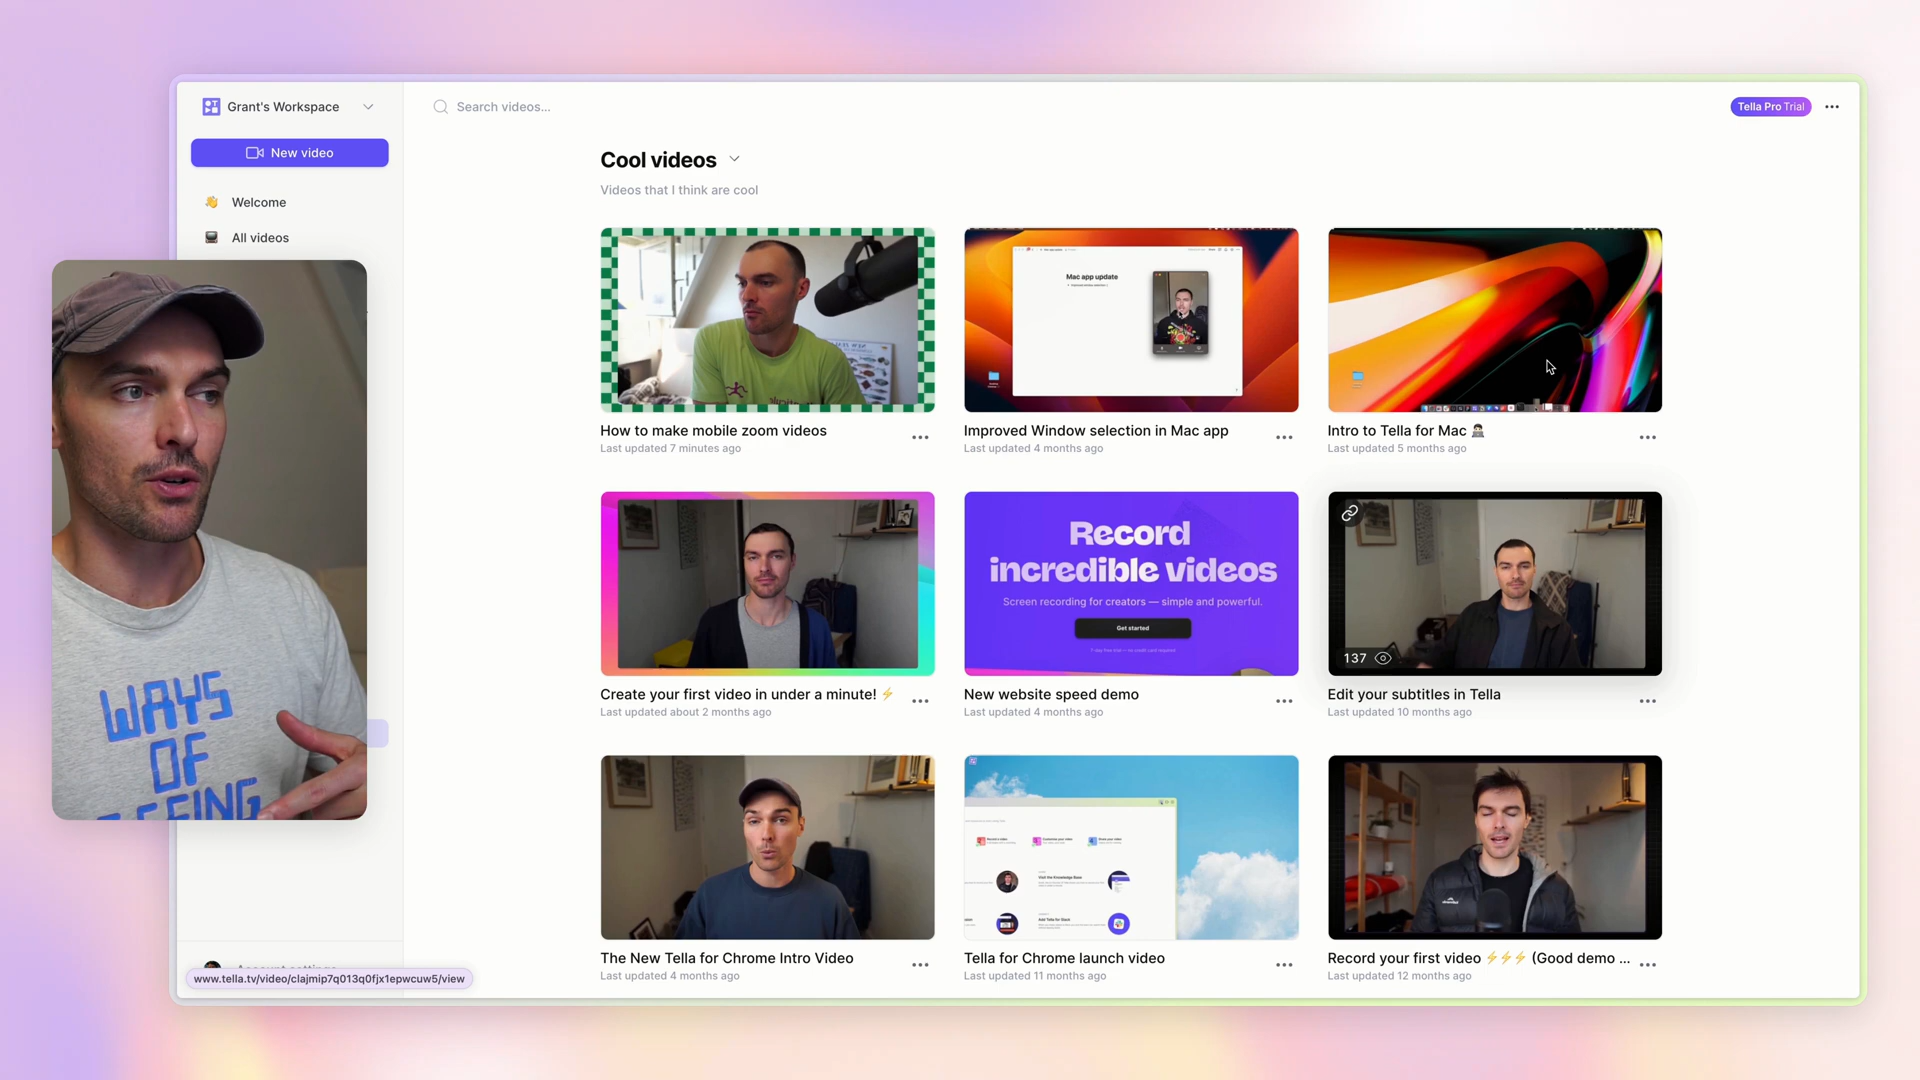 Grant's Workspace
Search videos...
Tella Pro Trial
New video
Welcome
All videos
Cool videos
Videos that I think are cool
Mac app update
How to make mobile zoom videos
Last updated 7 minutes ago
Improved Window selection in Mac app
Last updated 4 months ago
Intro to Tella for Mac
Last updated 5 months ago
Record
incredible videos
Screen recording for creators — simple and powerful.
Get started
137
WAYS
OF
Create your first video in under a minute! ⚡
Last updated about 2 months ago
New website speed demo
Last updated 4 months ago
Edit your subtitles in Tella
Last updated 10 months ago
The New Tella for Chrome Intro Video
Last updated 4 months ago
Tella for Chrome launch video
Last updated 11 months ago
Record your first video ⚡⚡⚡ (Good demo ...
Last updated 12 months ago
www.tella.tv/video/clajmip7q013q0fjx1epwcuw5/view